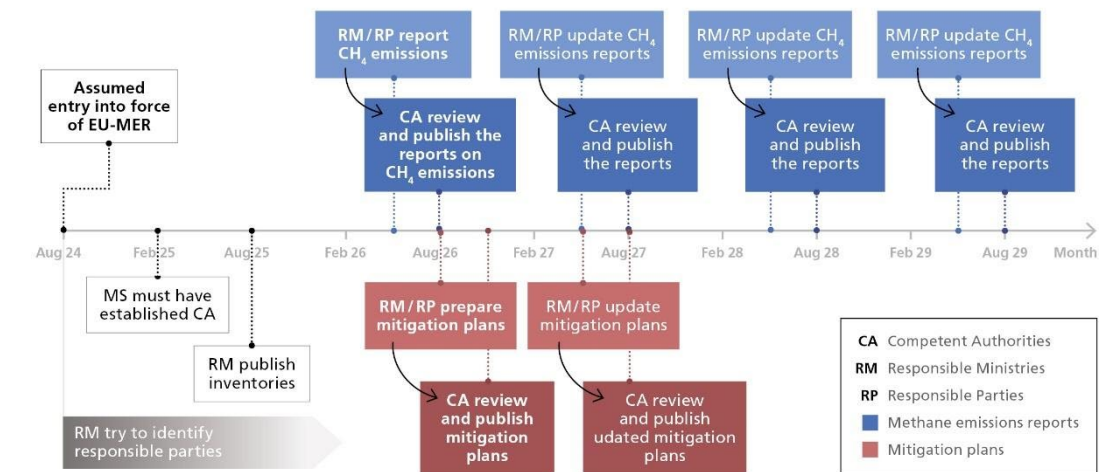 RM/RP report
CH₄ emissions
RM/RP update CH₄
emissions reports
RM/RP update CH₄
emissions reports
RM/RP update CH₄
emissions reports
Assumed
entry into force
of EU-MER
CA review
and publish the
reports on
CH₄ emissions
CA review
and publish
the reports
CA review
and publish
the reports
CA review
and publish
the reports
Aug 24
Feb 25
Aug 25
Feb 26
Aug 26
Feb 27
Aug 27
Feb 28
Aug 28
Feb 29
Aug 29
Month
MS must have
established CA
RM publish
inventories
RM/RP prepare
mitigation plans
RM/RP update
mitigation plans
CA review
and publish
mitigation
plans
CA review
and publish
udated mitigation
plans
RM try to identify
responsible parties
CA Competent Authorities
RM Responsible Ministries
RP Responsible Parties
Methane emissions reports
Mitigation plans